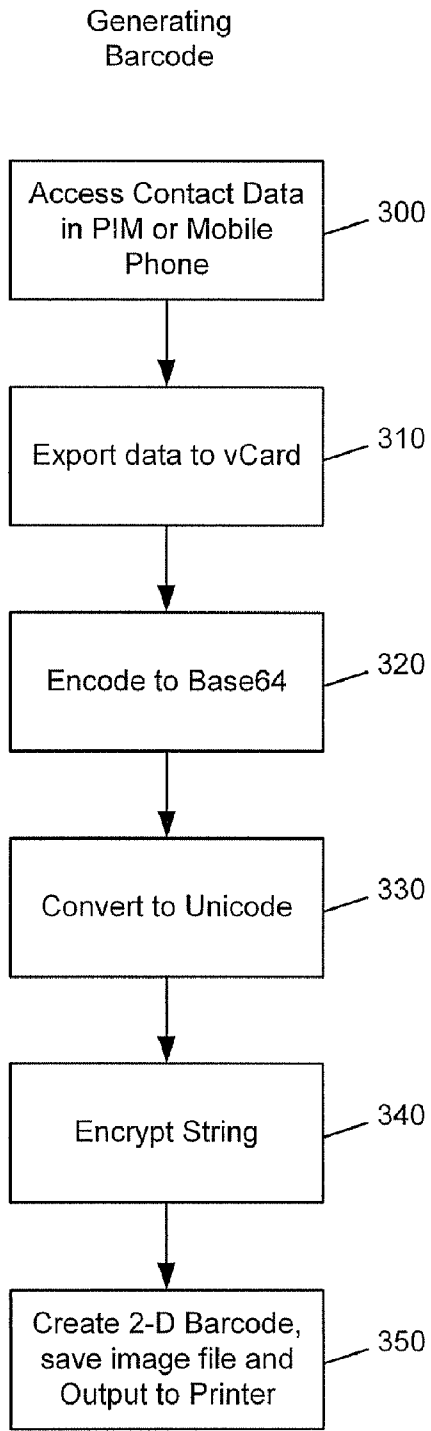 Generating
Barcode
Access Contact Data
in PIM or Mobile
Phone
300
Export data to vCard
310
Encode to Base64
320
Convert to Unicode
330
Encrypt String
340
Create 2-D Barcode,
save image file and
Output to Printer
350